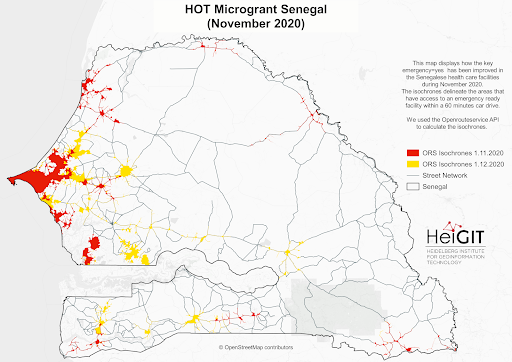 HOT Microgrant Senegal
(November 2020)
This map displays how the key
emergency=yes has been improved in
the Senegalese health care facilities
during November 2020.
The isochrones delineate the areas that
have access to an emergency ready
facility within a 60 minutes car drive.
We used the Openrouteservice API
to calculate the isochrones.
ORS Isochrones 1.11.2020
ORS Isochrones 1.12.2020
Street Network
Senegal
HeiGIT
HEIDELBERG INSTITUTE
FOR GEOINFORMATION
TECHNOLOGY
© OpenStreetMap contributors